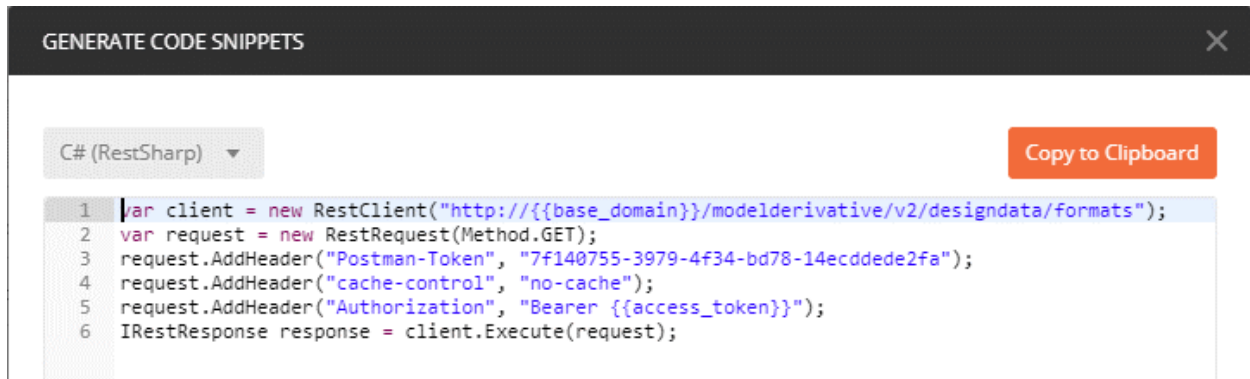 GENERATE CODE SNIPPETS
C# (RestSharp)
Copy to Clipboard
1 var client = new RestClient("http://{{base_domain}}/modelderivative/v2/designdata/formats");
2 var request = new RestRequest(Method.GET);
3 request.AddHeader("Postman-Token", "7f140755-3979-4f34-bd78-14ecddede2fa");
4 request.AddHeader("cache-control", "no-cache");
5 request.AddHeader("Authorization", "Bearer {{access_token}}");
6 IRestResponse response = client.Execute(request);